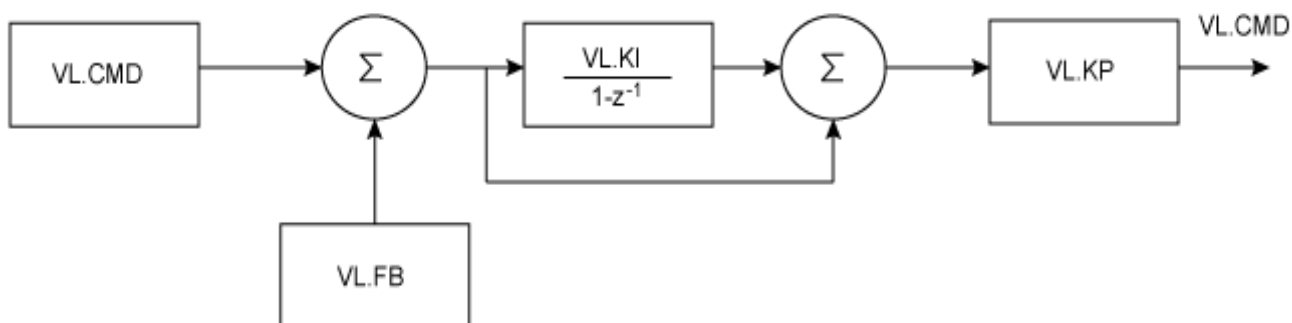 VL.CMD
VL.CMD
Σ
VL.KI
1-z⁻¹
Σ
VL.KP
VL.FB